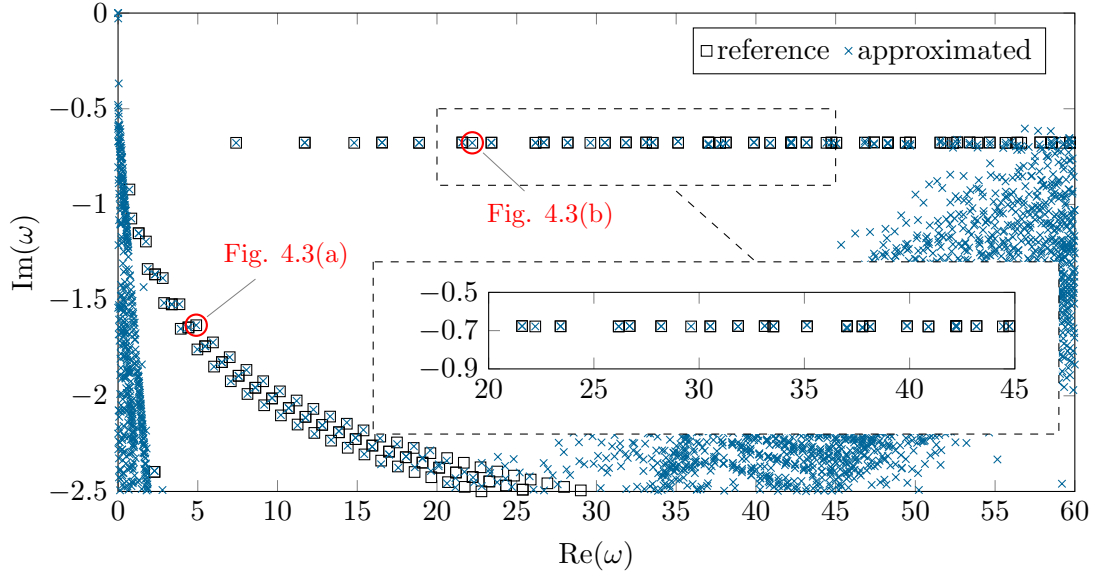 0
−0.5
−1
−1.5
−2
−2.5
Im(ω)
reference
approximated
Fig. 4.3(b)
Fig. 4.3(a)
−0.5
−0.7
−0.9
20 25 30 35 40 45
0 5 10 15 20 25 30 35 40 45 50 55 60
Re(ω)